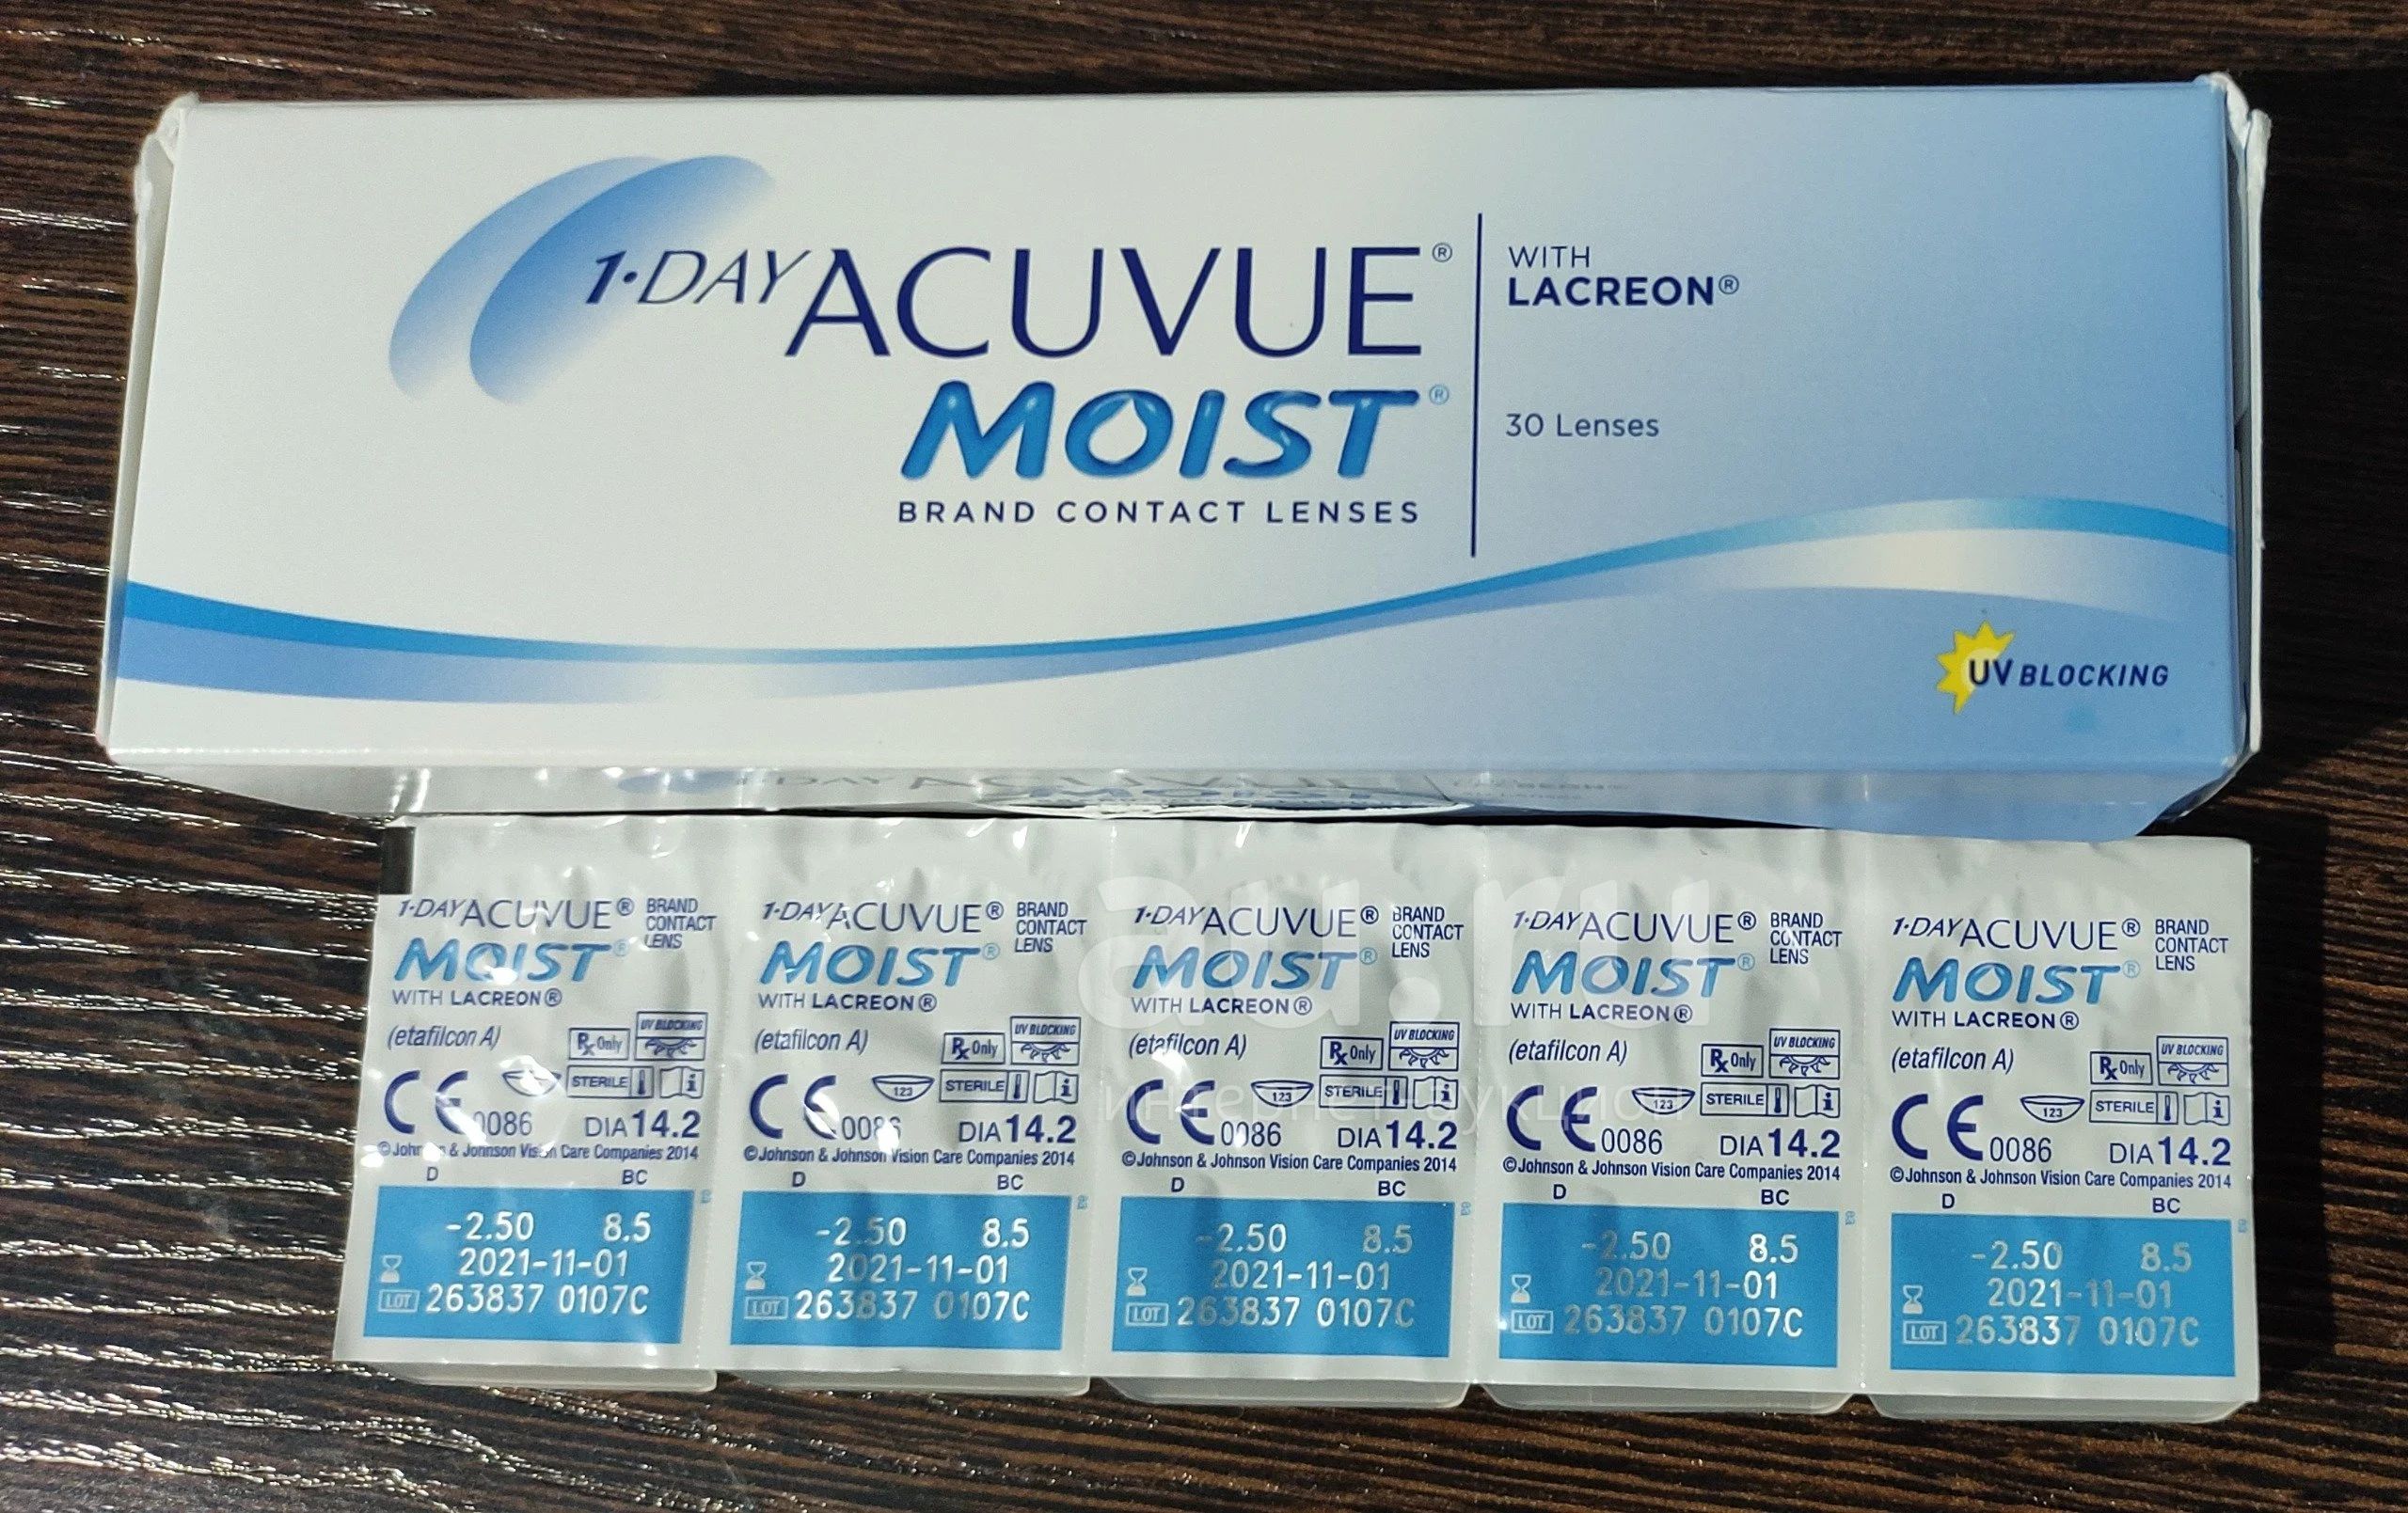 1·DAY ACUVUE® MOIST®
BRAND CONTACT LENSES
WITH
LACREON®
30 Lenses
UV BLOCKING
1·DAY ACUVUE® BRAND CONTACT LENS
MOIST®
WITH LACREON®
(etafilcon A)
Rx Only
UV BLOCKING
STERILE
CE 0086 DIA 14.2
© Johnson & Johnson Vision Care Companies 2014
D BC
-2.50 8.5
2021-11-01
LOT 263837 0107C
1·DAY ACUVUE® BRAND CONTACT LENS
MOIST®
WITH LACREON®
(etafilcon A)
Rx Only
UV BLOCKING
123 STERILE
CE 0086 DIA 14.2
© Johnson & Johnson Vision Care Companies 2014
D BC
-2.50 8.5
2021-11-01
LOT 263837 0107C
1·DAY ACUVUE® BRAND CONTACT LENS
MOIST®
WITH LACREON®
(etafilcon A)
Rx Only
UV BLOCKING
123 STERILE
CE 0086 DIA 14.2
© Johnson & Johnson Vision Care Companies 2014
D BC
-2.50 8.5
2021-11-01
LOT 263837 0107C
1·DAY ACUVUE® BRAND CONTACT LENS
MOIST®
WITH LACREON®
(etafilcon A)
Rx Only
UV BLOCKING
123 STERILE
CE 0086 DIA 14.2
© Johnson & Johnson Vision Care Companies 2014
D BC
-2.50 8.5
2021-11-01
LOT 263837 0107C
1·DAY ACUVUE® BRAND CONTACT LENS
MOIST®
WITH LACREON®
(etafilcon A)
Rx Only
UV BLOCKING
123 STERILE
CE 0086 DIA 14.2
© Johnson & Johnson Vision Care Companies 2014
D BC
-2.50 8.5
2021-11-01
LOT 263837 0107C
au.ru
интернет-аукцион